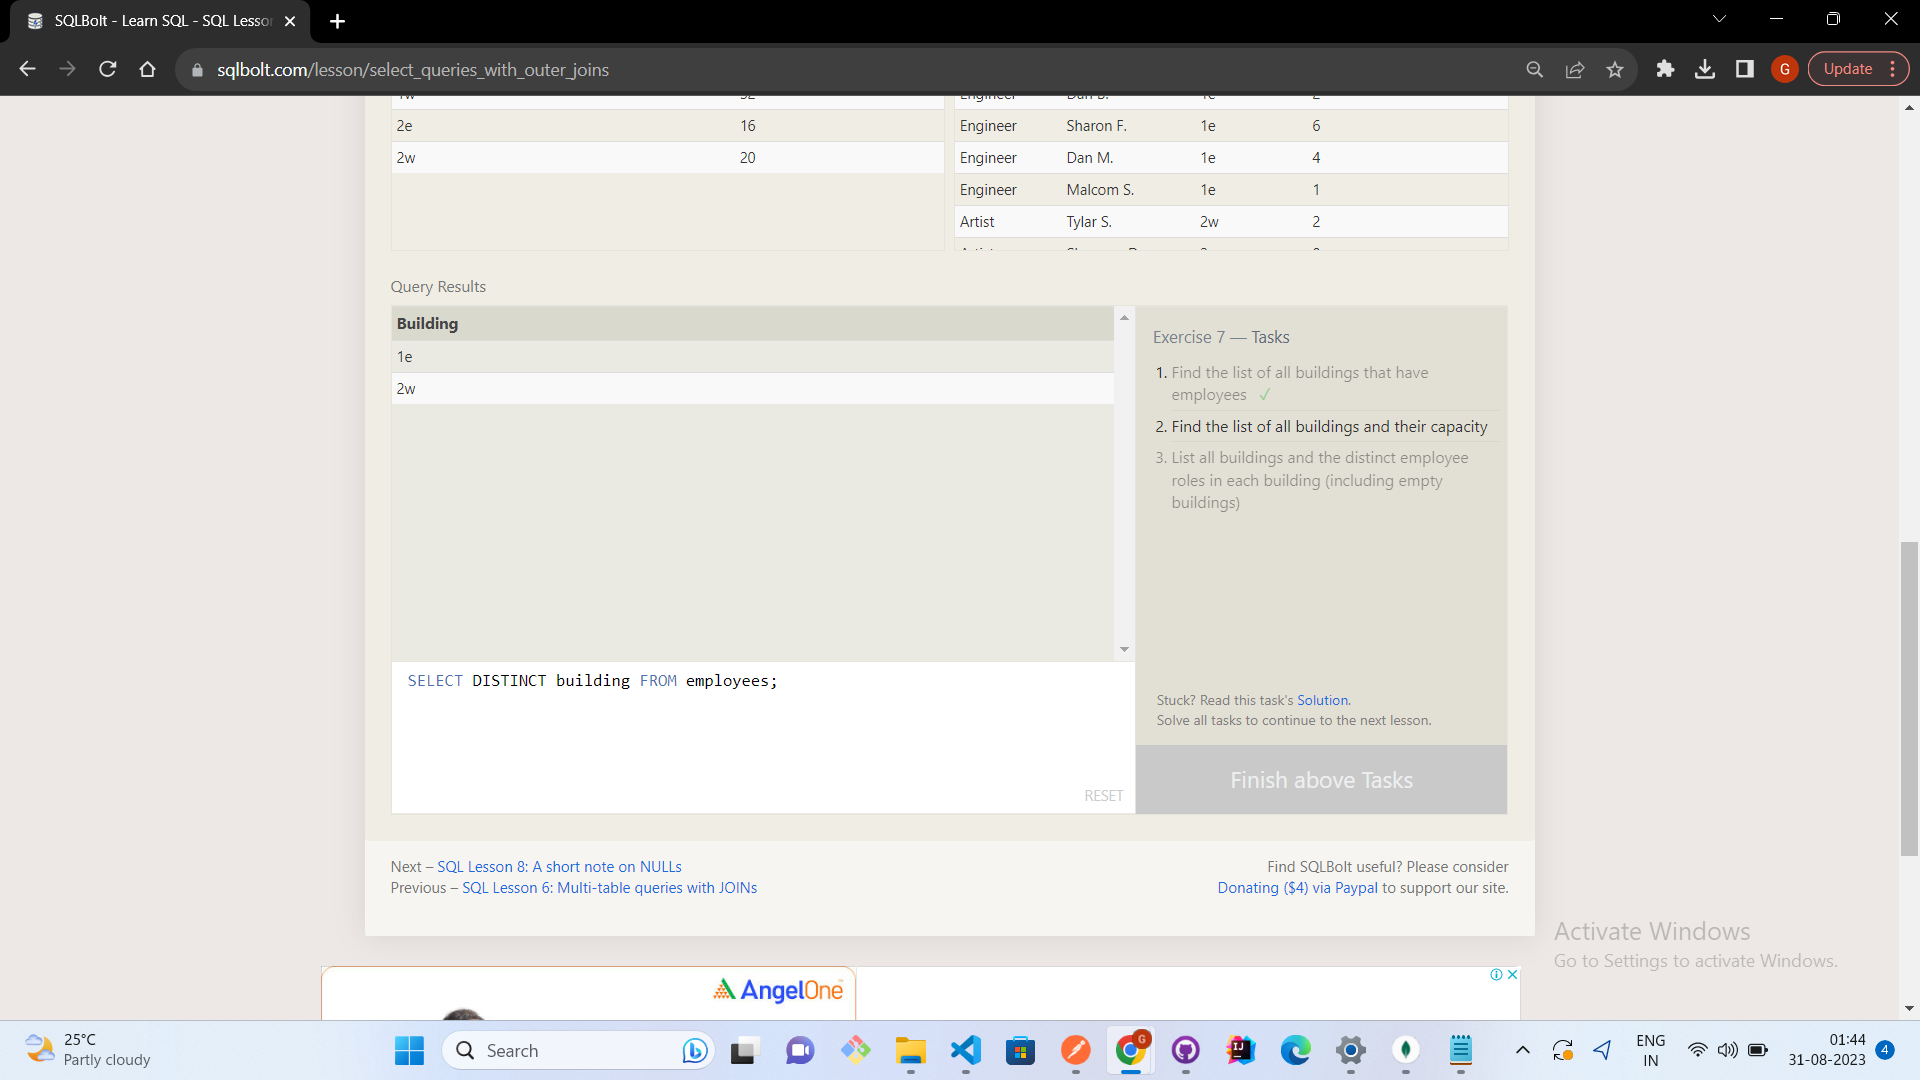 SQLBolt - Learn SQL - SQL Lesson
sqlbolt.com/lesson/select_queries_with_outer_joins
G
Update
2e 16
2w 20
Engineer Sharon F. 1e 6
Engineer Dan M. 1e 4
Engineer Malcom S. 1e 1
Artist Tylar S. 2w 2
Query Results
Building
1e
2w
Exercise 7 — Tasks
1. Find the list of all buildings that have
employees ✓
2. Find the list of all buildings and their capacity
3. List all buildings and the distinct employee
roles in each building (including empty
buildings)
SELECT DISTINCT building FROM employees;
RESET
Stuck? Read this task's Solution.
Solve all tasks to continue to the next lesson.
Finish above Tasks
Next – SQL Lesson 8: A short note on NULLs
Previous – SQL Lesson 6: Multi-table queries with JOINs
Find SQLBolt useful? Please consider
Donating ($4) via Paypal to support our site.
Activate Windows
Go to Settings to activate Windows.
AngelOne
25°C
Partly cloudy
Search
G
IJ
ENG
IN
01:44
31-08-2023
4